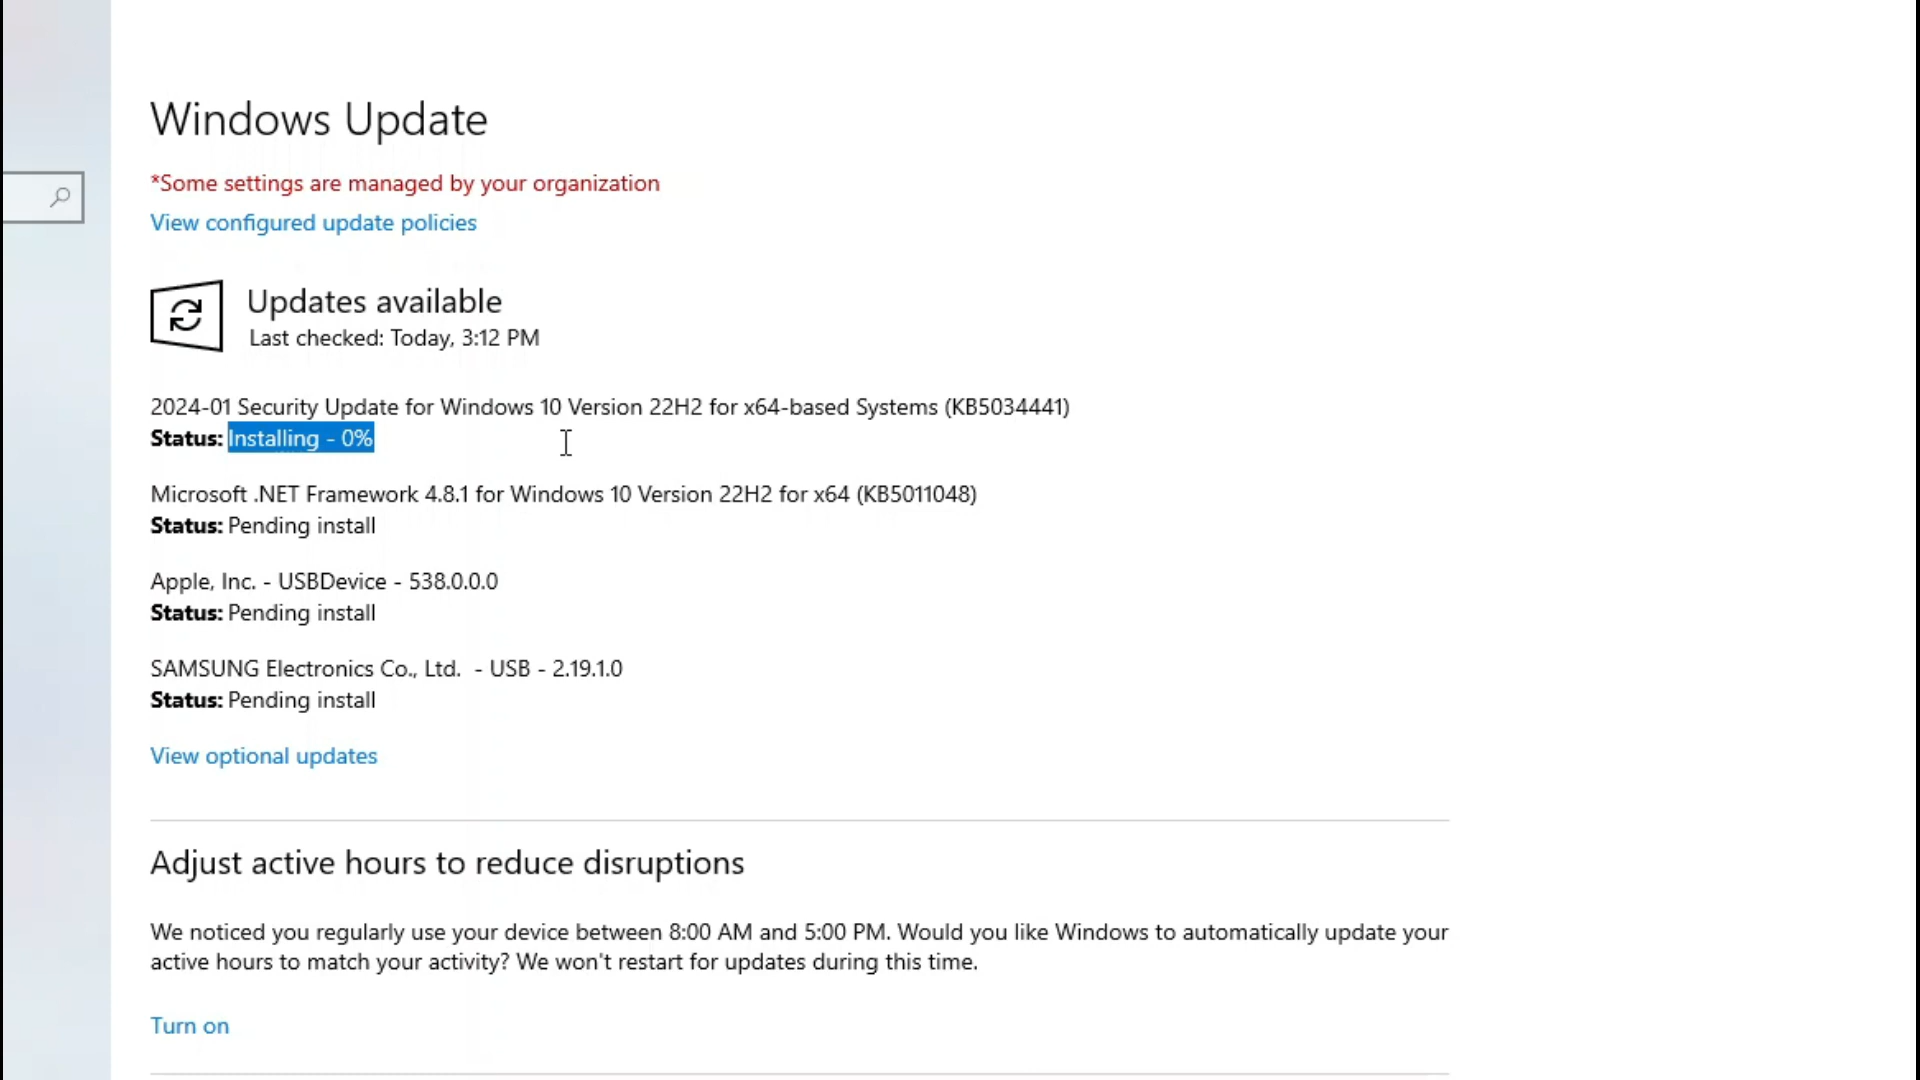 Windows Update
*Some settings are managed by your organization
View configured update policies
Updates available
Last checked: Today, 3:12 PM
2024-01 Security Update for Windows 10 Version 22H2 for x64-based Systems (KB5034441)
Status: Installing - 0%
Microsoft .NET Framework 4.8.1 for Windows 10 Version 22H2 for x64 (KB5011048)
Status: Pending install
Apple, Inc. - USBDevice - 538.0.0.0
Status: Pending install
SAMSUNG Electronics Co., Ltd.  - USB - 2.19.1.0
Status: Pending install
View optional updates
Adjust active hours to reduce disruptions
We noticed you regularly use your device between 8:00 AM and 5:00 PM. Would you like Windows to automatically update your
active hours to match your activity? We won't restart for updates during this time.
Turn on